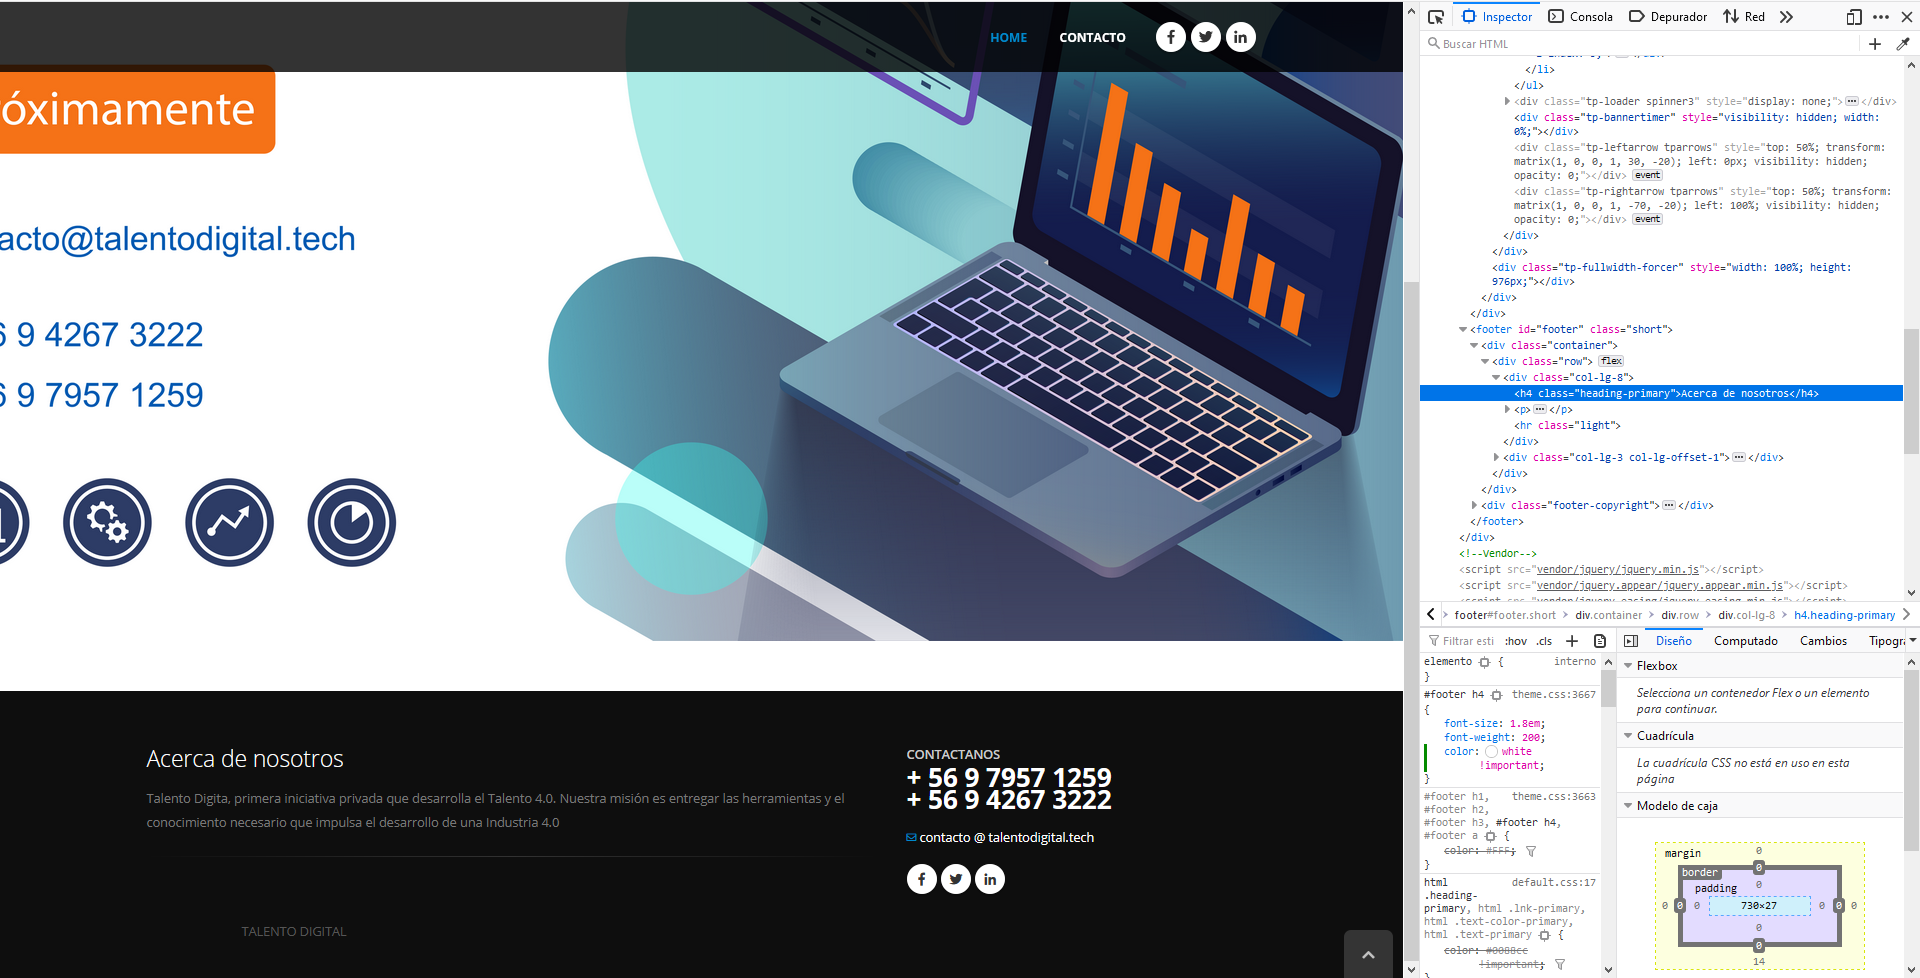 HOME
CONTACTO
róximamente
acto@talentodigital.tech
6 9 4267 3222
6 9 7957 1259
Acerca de nosotros
Talento Digita, primera iniciativa privada que desarrolla el Talento 4.0. Nuestra misión es entregar las herramientas y el
conocimiento necesario que impulsa el desarrollo de una Industria 4.0
CONTACTANOS
+ 56 9 7957 1259
+ 56 9 4267 3222
contacto @ talentodigital.tech
TALENTO DIGITAL
Inspector
Consola
Depurador
Red
Buscar HTML
</li>
</ul>
<div class="tp-loader spinner3" style="display: none;"></div>
<div class="tp-bannertimer" style="visibility: hidden; width:
0%;"></div>
<div class="tp-leftarrow tparrows" style="top: 50%; transform:
matrix(1, 0, 0, 1, 30, -20); left: 0px; visibility: hidden;
opacity: 0;"></div> event
<div class="tp-rightarrow tparrows" style="top: 50%; transform:
matrix(1, 0, 0, 1, -70, -20); left: 100%; visibility: hidden;
opacity: 0;"></div> event
</div>
</div>
<div class="tp-fullwidth-forcer" style="width: 100%; height:
976px;"></div>
</div>
</div>
<footer id="footer" class="short">
<div class="container">
<div class="row"> flex
<div class="col-lg-8">
<h4 class="heading-primary">Acerca de nosotros</h4>
<p></p>
<hr class="light">
</div>
<div class="col-lg-3 col-lg-offset-1"></div>
</div>
</div>
<div class="footer-copyright"></div>
</footer>
</div>
<!--Vendor-->
<script src="vendor/jquery/jquery.min.js"></script>
<script src="vendor/jquery.appear/jquery.appear.min.js"></script>
footer#footer.short
div.container
div.row
div.col-lg-8
h4.heading-primary
Filtrar esti
:hov
.cls
elemento {
interno
}
#footer h4
theme.css:3667
{
font-size: 1.8em;
font-weight: 200;
color: white
!important;
}
#footer h1,
theme.css:3663
#footer h2,
#footer h3, #footer h4,
#footer a {
color: #FFF;
}
html
default.css:17
.heading-
primary, html .lnk-primary,
html .text-color-primary,
html .text-primary {
color: #0088cc
!important;
}
Diseño
Computado
Cambios
Tipogra
Flexbox
Selecciona un contenedor Flex o un elemento
para continuar.
Cuadrícula
La cuadrícula CSS no está en uso en esta
página
Modelo de caja
margin
0
border
0
padding
0
0 0 0
730×27
0 0 0
0
0
14